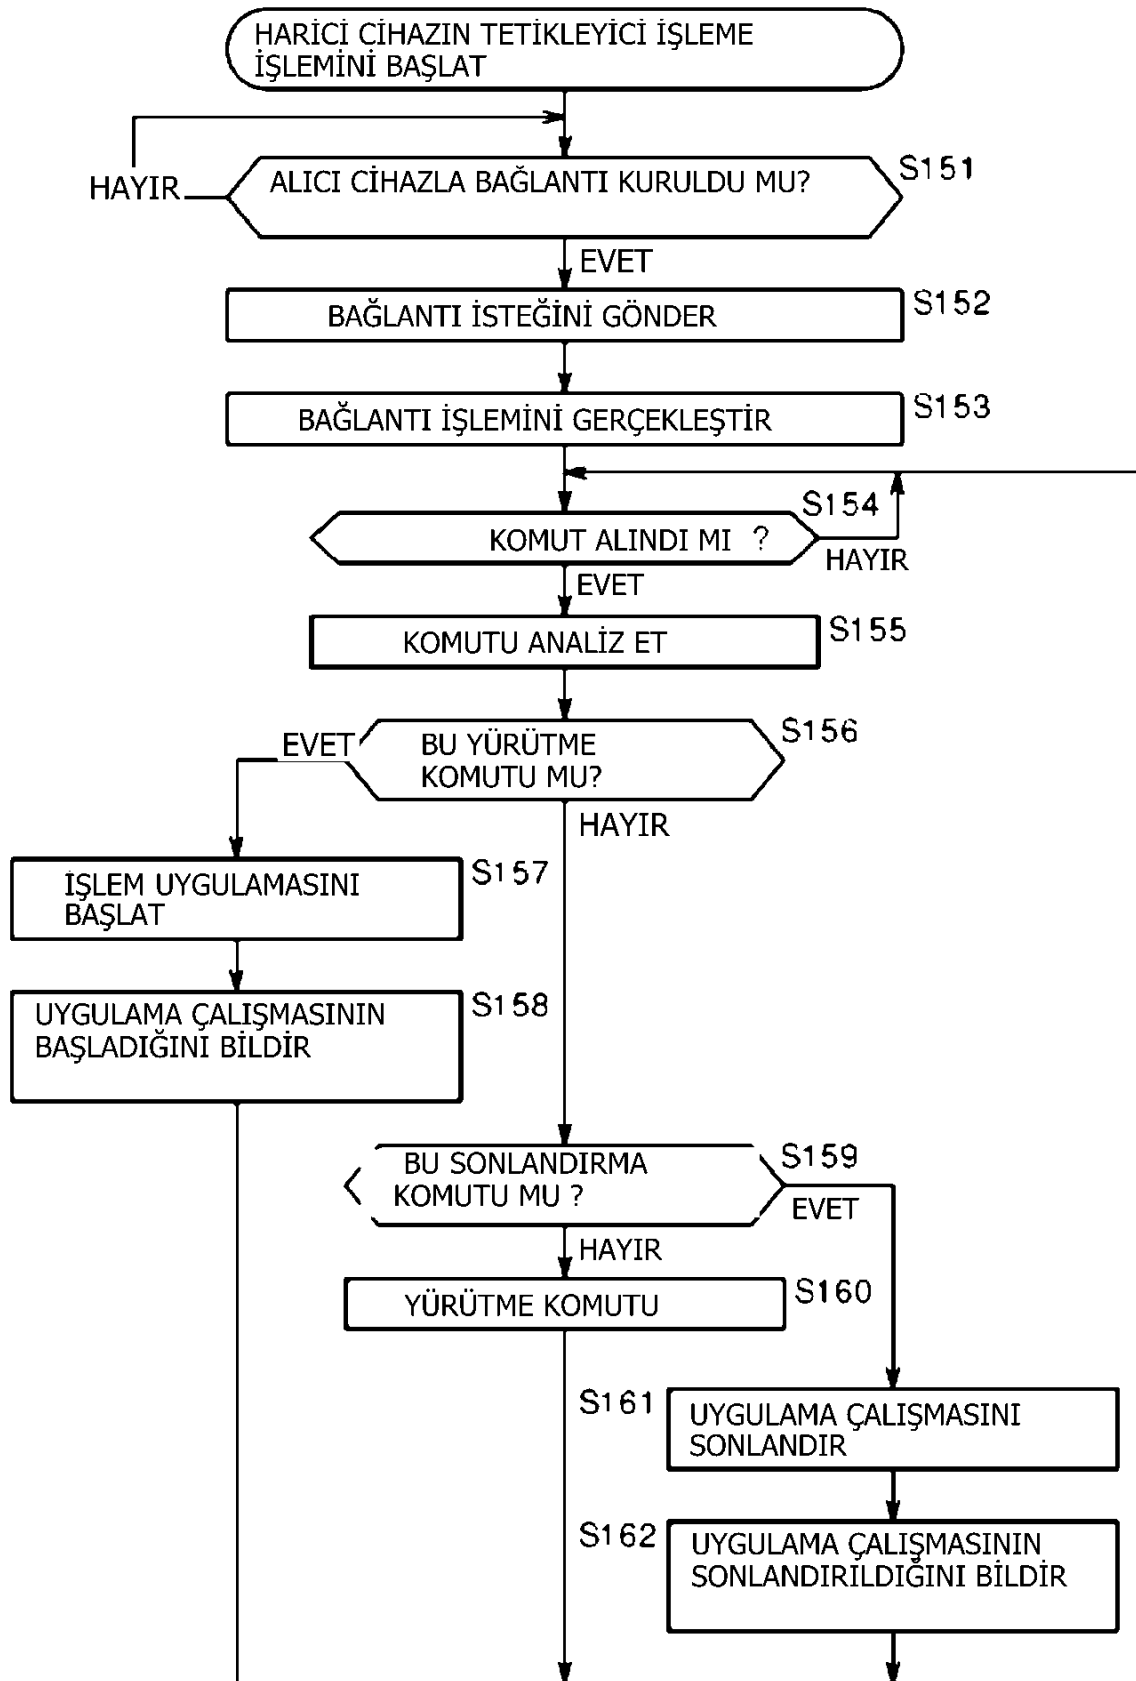 HARİCİ CİHAZIN TETİKLEYİCİ İŞLEME
İŞLEMİNİ BAŞLAT
ALICI CİHAZLA BAĞLANTI KURULDU MU?
S151
HAYIR
EVET
BAĞLANTI İSTEĞİNİ GÖNDER
S152
BAĞLANTI İŞLEMİNİ GERÇEKLEŞTİR
S153
S154
KOMUT ALINDI MI ?
HAYIR
EVET
KOMUTU ANALİZ ET
S155
S156
EVET
BU YÜRÜTME
KOMUTU MU?
HAYIR
S157
İŞLEM UYGULAMASINI
BAŞLAT
S158
UYGULAMA ÇALIŞMASININ
BAŞLADIĞINI BİLDİR
S159
BU SONLANDIRMA
KOMUTU MU ?
EVET
HAYIR
YÜRÜTME KOMUTU
S160
S161
UYGULAMA ÇALIŞMASINI
SONLANDIR
S162
UYGULAMA ÇALIŞMASININ
SONLANDIRILDIĞINI BİLDİR